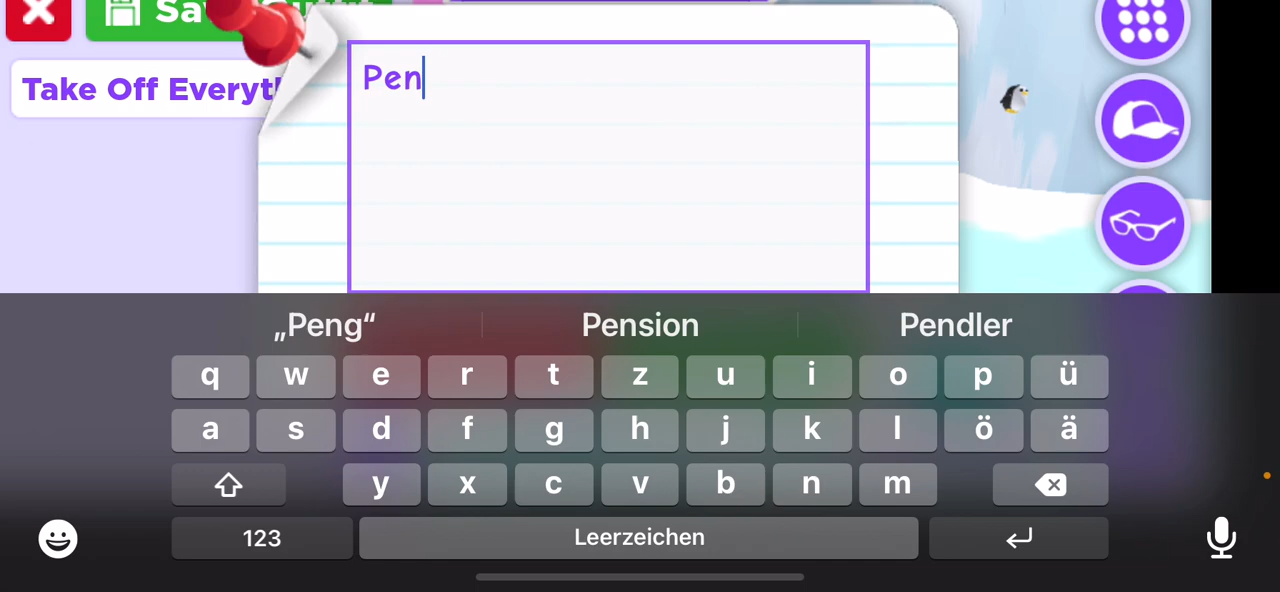 Sa
Take Off Everyt
Pen
„Peng“ Pension Pendler
q w e r t z u i o p ü
a s d f g h j k l ö ä
y x c v b n m
123 Leerzeichen